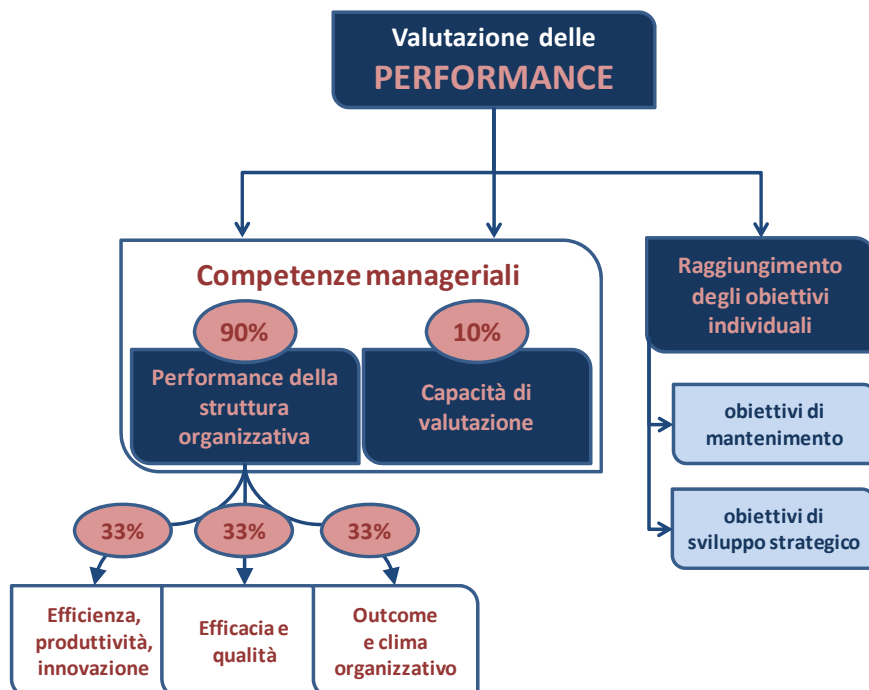 Valutazione delle
PERFORMANCE
Competenze manageriali
90%
Performance della
struttura
organizzativa
10%
Capacità di
valutazione
Raggiungimento
degli obiettivi
individuali
obiettivi di
mantenimento
obiettivi di
sviluppo strategico
33%
33%
33%
Efficienza,
produttività,
innovazione
Efficacia e
qualità
Outcome
e clima
organizzativo